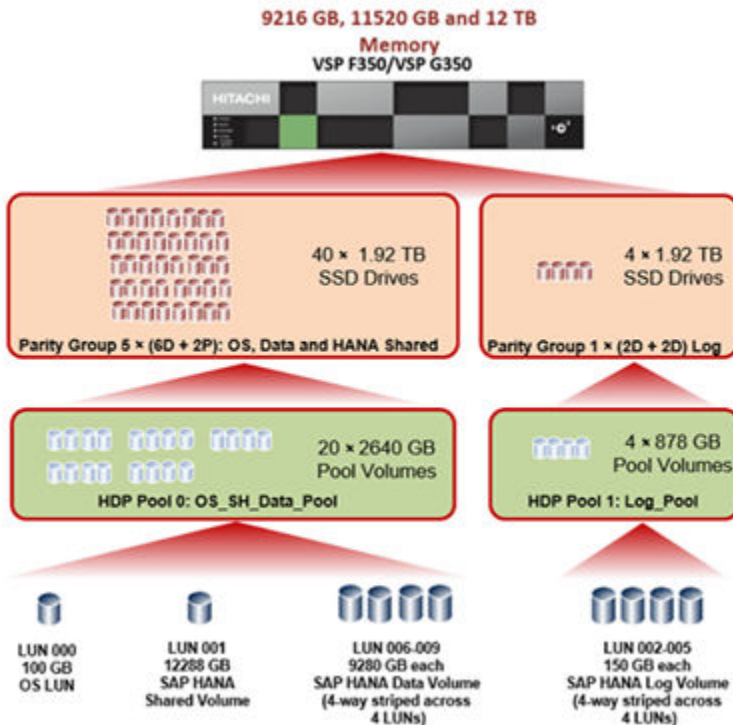 9216 GB, 11520 GB and 12 TB
Memory
VSP F350/VSP G350
HITACHI
40 × 1.92 TB
SSD Drives
Parity Group 5 × (6D + 2P): OS, Data and HANA Shared
4 × 1.92 TB
SSD Drives
Parity Group 1 × (2D + 2D) Log
20 × 2640 GB
Pool Volumes
HDP Pool 0: OS_SH_Data_Pool
4 × 878 GB
Pool Volumes
HDP Pool 1: Log_Pool
LUN 000
100 GB
OS LUN
LUN 001
12288 GB
SAP HANA
Shared Volume
LUN 006-009
9280 GB each
SAP HANA Data Volume
(4-way striped across
4 LUNs)
LUN 002-005
150 GB each
SAP HANA Log Volume
(4-way striped across
4 LUNs)